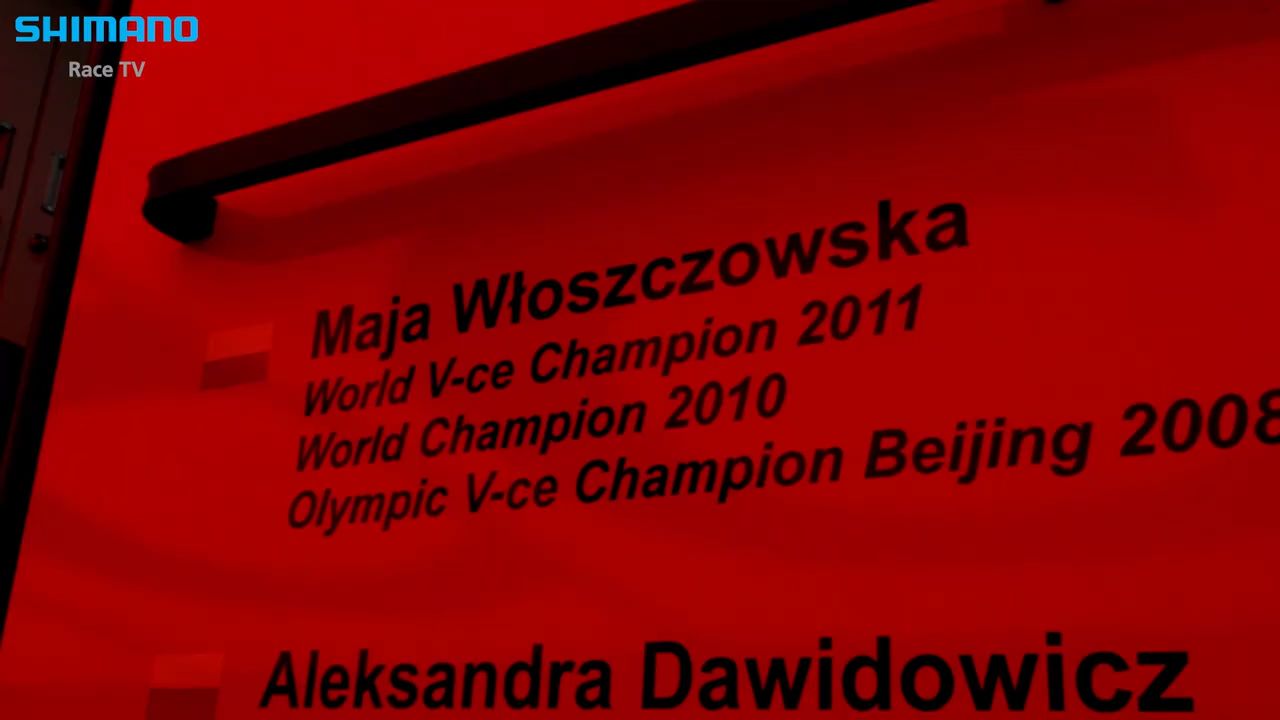 SHIMANO
Race TV
Maja Włoszczowska
World V-ce Champion 2011
World Champion 2010
Olympic V-ce Champion Beijing 2008
Aleksandra Dawidowicz